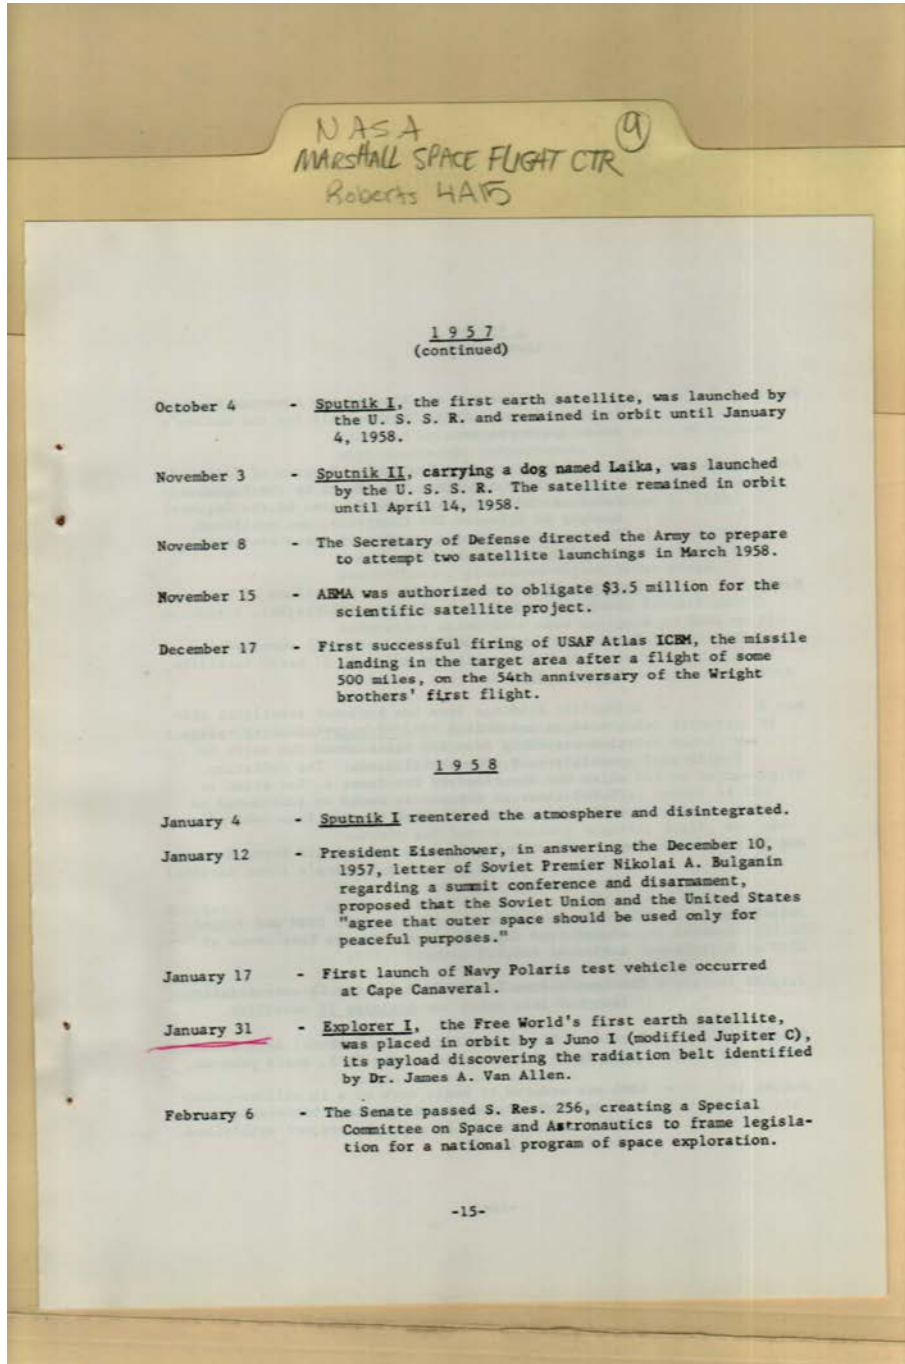 NASA
9
MARSHALL SPACE FLIGHT CTR
Roberts 4A15
1 9 5 7
(continued)
October 4 - Sputnik I, the first earth satellite, was launched by
the U. S. S. R. and remained in orbit until January
4, 1958.
November 3 - Sputnik II, carrying a dog named Laika, was launched
by the U. S. S. R. The satellite remained in orbit
until April 14, 1958.
November 8 - The Secretary of Defense directed the Army to prepare
to attempt two satellite launchings in March 1958.
November 15 - ABMA was authorized to obligate $3.5 million for the
scientific satellite project.
December 17 - First successful firing of USAF Atlas ICBM, the missile
landing in the target area after a flight of some
500 miles, on the 54th anniversary of the Wright
brothers' first flight.
1 9 5 8
January 4 - Sputnik I reentered the atmosphere and disintegrated.
January 12 - President Eisenhower, in answering the December 10,
1957, letter of Soviet Premier Nikolai A. Bulganin
regarding a summit conference and disarmament,
proposed that the Soviet Union and the United States
"agree that outer space should be used only for
peaceful purposes."
January 17 - First launch of Navy Polaris test vehicle occurred
at Cape Canaveral.
January 31 - Explorer I, the Free World's first earth satellite,
was placed in orbit by a Juno I (modified Jupiter C),
its payload discovering the radiation belt identified
by Dr. James A. Van Allen.
February 6 - The Senate passed S. Res. 256, creating a Special
Committee on Space and Astronautics to frame legisla-
tion for a national program of space exploration.
-15-